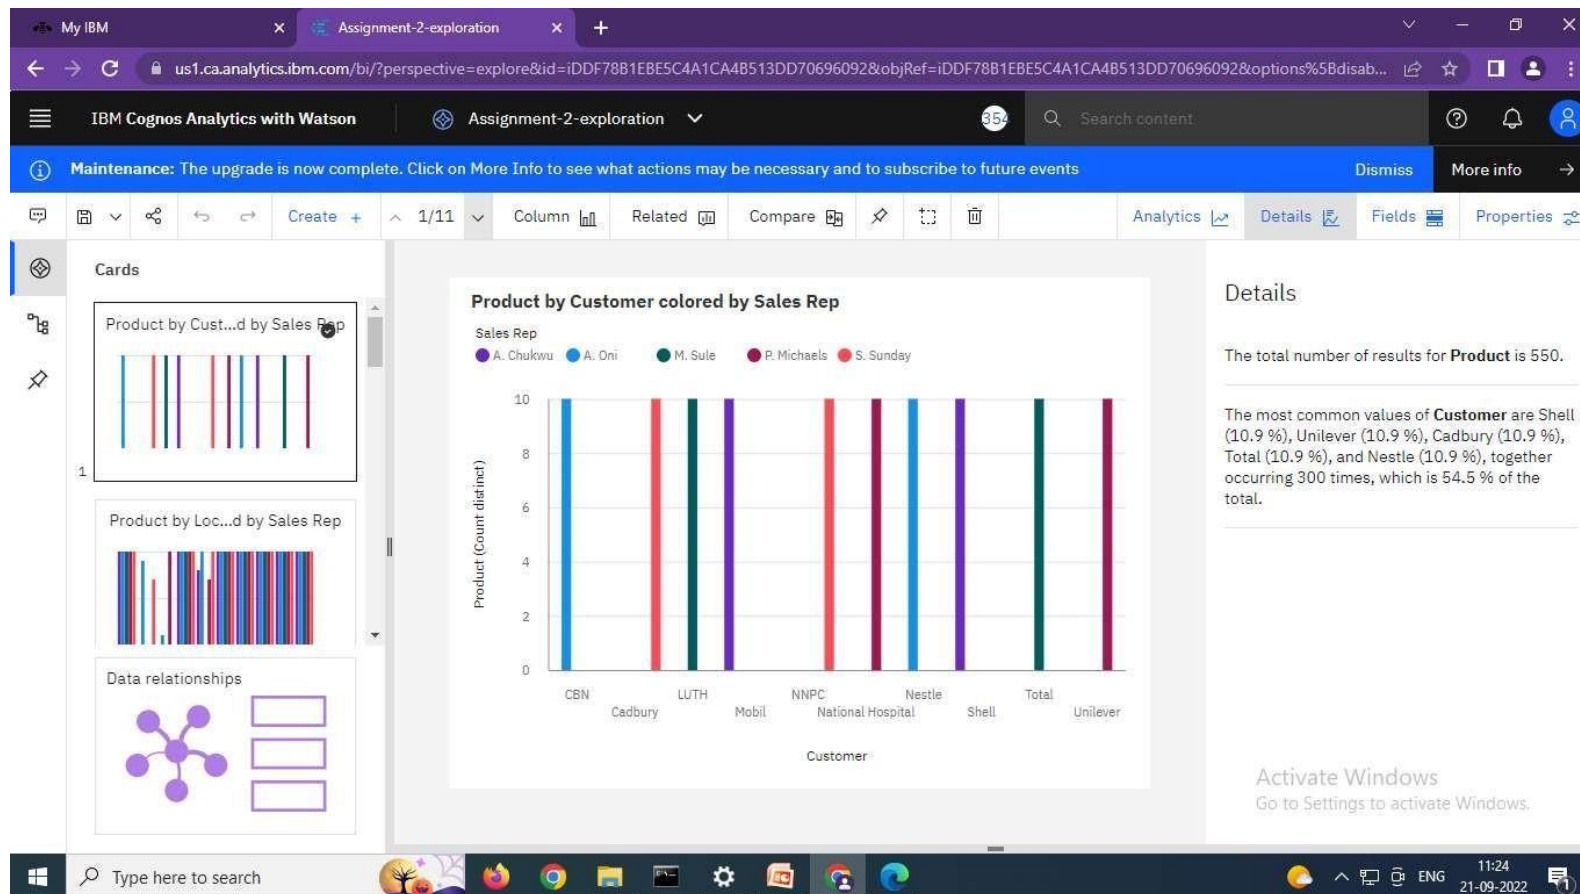 My IBM
Assignment-2-exploration
us1.ca.analytics.ibm.com/bi/?perspective=explore&id=iDDF78B1EBE5C4A1CA4B513DD70696092&objRef=iDDF78B1EBE5C4A1CA4B513DD70696092&options%5Bdisab...
IBM Cognos Analytics with Watson
Assignment-2-exploration
354
Search content
Maintenance: The upgrade is now complete. Click on More Info to see what actions may be necessary and to subscribe to future events
Dismiss
More info
Create +
1/11
Column
Related
Compare
Analytics
Details
Fields
Properties
Cards
Product by Cust...d by Sales Rep
1
Product by Loc...d by Sales Rep
Data relationships
Product by Customer colored by Sales Rep
Sales Rep
A. Chukwu A. Oni M. Sule P. Michaels S. Sunday
Product (Count distinct)
10
8
6
4
2
0
CBN LUTH NNPC Nestle Total
Cadbury Mobil National Hospital Shell Unilever
Customer
Details
The total number of results for Product is 550.
The most common values of Customer are Shell
(10.9 %), Unilever (10.9 %), Cadbury (10.9 %),
Total (10.9 %), and Nestle (10.9 %), together
occurring 300 times, which is 54.5 % of the
total.
Activate Windows
Go to Settings to activate Windows.
Type here to search
ENG
11:24
21-09-2022
1